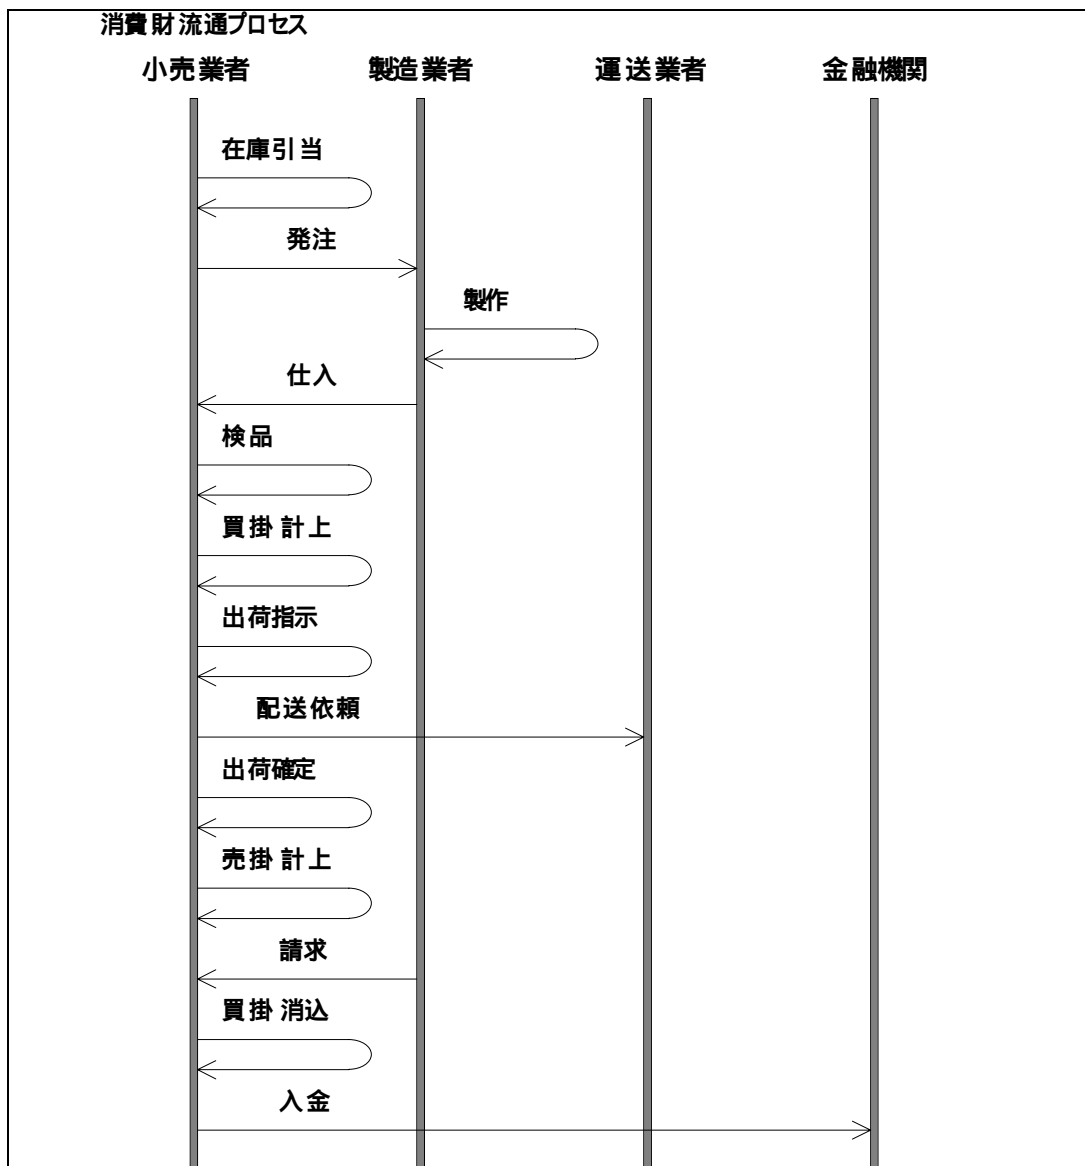 消費財流通プロセス
小売業者 製造業者 運送業者 金融機関
在庫引当
発注
製作
仕入
検品
買掛計上
出荷指示
配送依頼
出荷確定
売掛計上
請求
買掛消込
入金